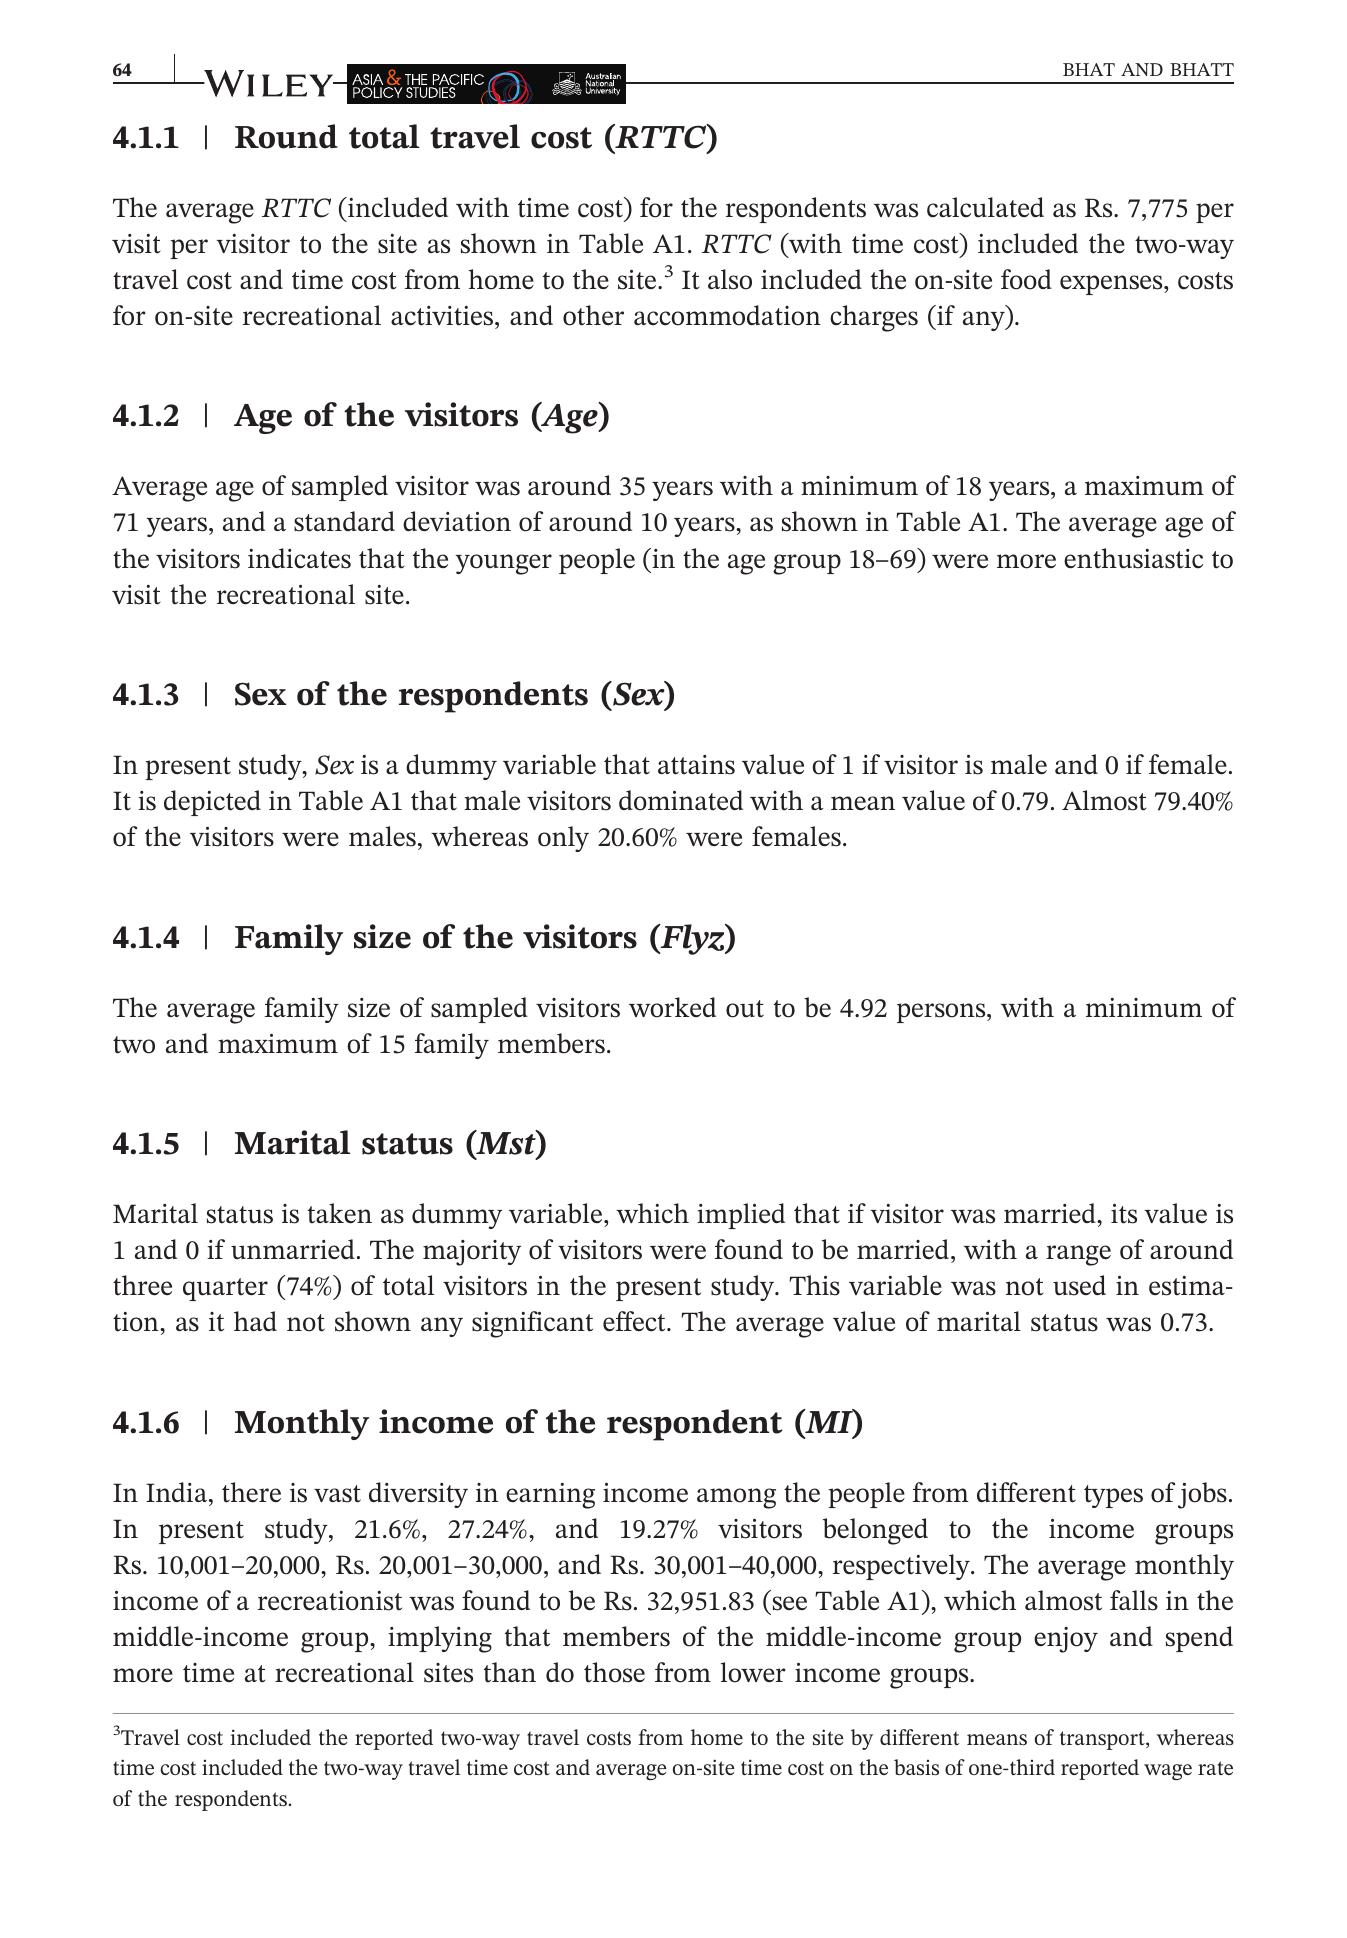 64
WILEY
ASIA & THE PACIFIC
POLICY STUDIES
Australian
National
University
BHAT AND BHATT
4.1.1 | Round total travel cost (RTTC)
The average RTTC (included with time cost) for the respondents was calculated as Rs. 7,775 per
visit per visitor to the site as shown in Table A1. RTTC (with time cost) included the two-way
travel cost and time cost from home to the site.3 It also included the on-site food expenses, costs
for on-site recreational activities, and other accommodation charges (if any).
4.1.2 | Age of the visitors (Age)
Average age of sampled visitor was around 35 years with a minimum of 18 years, a maximum of
71 years, and a standard deviation of around 10 years, as shown in Table A1. The average age of
the visitors indicates that the younger people (in the age group 18–69) were more enthusiastic to
visit the recreational site.
4.1.3 | Sex of the respondents (Sex)
In present study, Sex is a dummy variable that attains value of 1 if visitor is male and 0 if female.
It is depicted in Table A1 that male visitors dominated with a mean value of 0.79. Almost 79.40%
of the visitors were males, whereas only 20.60% were females.
4.1.4 | Family size of the visitors (Flyz)
The average family size of sampled visitors worked out to be 4.92 persons, with a minimum of
two and maximum of 15 family members.
4.1.5 | Marital status (Mst)
Marital status is taken as dummy variable, which implied that if visitor was married, its value is
1 and 0 if unmarried. The majority of visitors were found to be married, with a range of around
three quarter (74%) of total visitors in the present study. This variable was not used in estima-
tion, as it had not shown any significant effect. The average value of marital status was 0.73.
4.1.6 | Monthly income of the respondent (MI)
In India, there is vast diversity in earning income among the people from different types of jobs.
In present study, 21.6%, 27.24%, and 19.27% visitors belonged to the income groups
Rs. 10,001–20,000, Rs. 20,001–30,000, and Rs. 30,001–40,000, respectively. The average monthly
income of a recreationist was found to be Rs. 32,951.83 (see Table A1), which almost falls in the
middle-income group, implying that members of the middle-income group enjoy and spend
more time at recreational sites than do those from lower income groups.
3Travel cost included the reported two-way travel costs from home to the site by different means of transport, whereas
time cost included the two-way travel time cost and average on-site time cost on the basis of one-third reported wage rate
of the respondents.